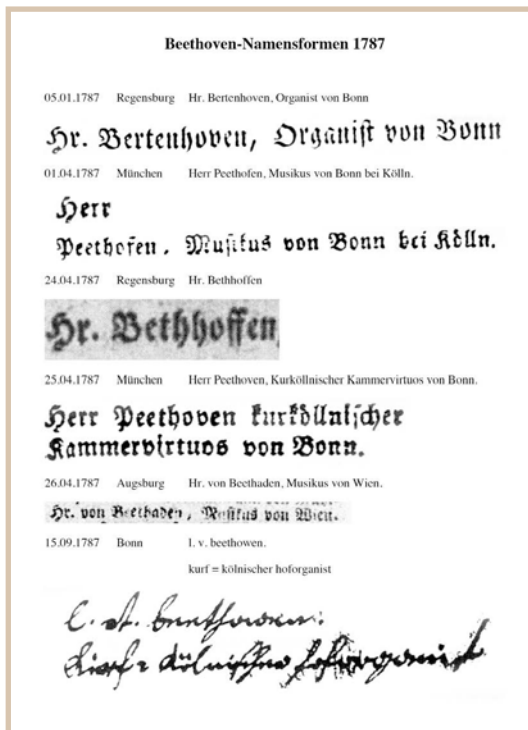 Beethoven-Namensformen 1787
05.01.1787 Regensburg Hr. Bertenhoven, Organist von Bonn
Hr. Bertenhoven, Organist von Bonn
01.04.1787 München Herr Peethofen, Musikus von Bonn bei Kölln.
Herr
Peethofen, Musikus von Bonn bei Kölln.
24.04.1787 Regensburg Hr. Bethhoffen
Hr. Bethhoffen
25.04.1787 München Herr Peethoven, Kurköllnischer Kammervirtuos von Bonn.
Herr Peethoven kurköllnischer
Kammervirtuos von Bonn.
26.04.1787 Augsburg Hr. von Beethaden, Musikus von Wien.
Hr. von Beethaden, Musikus von Wien.
15.09.1787 Bonn l. v. beethowen.
kurf = kölnischer hoforganist
l. v. beethowen.
kurf = kölnischer hoforganist